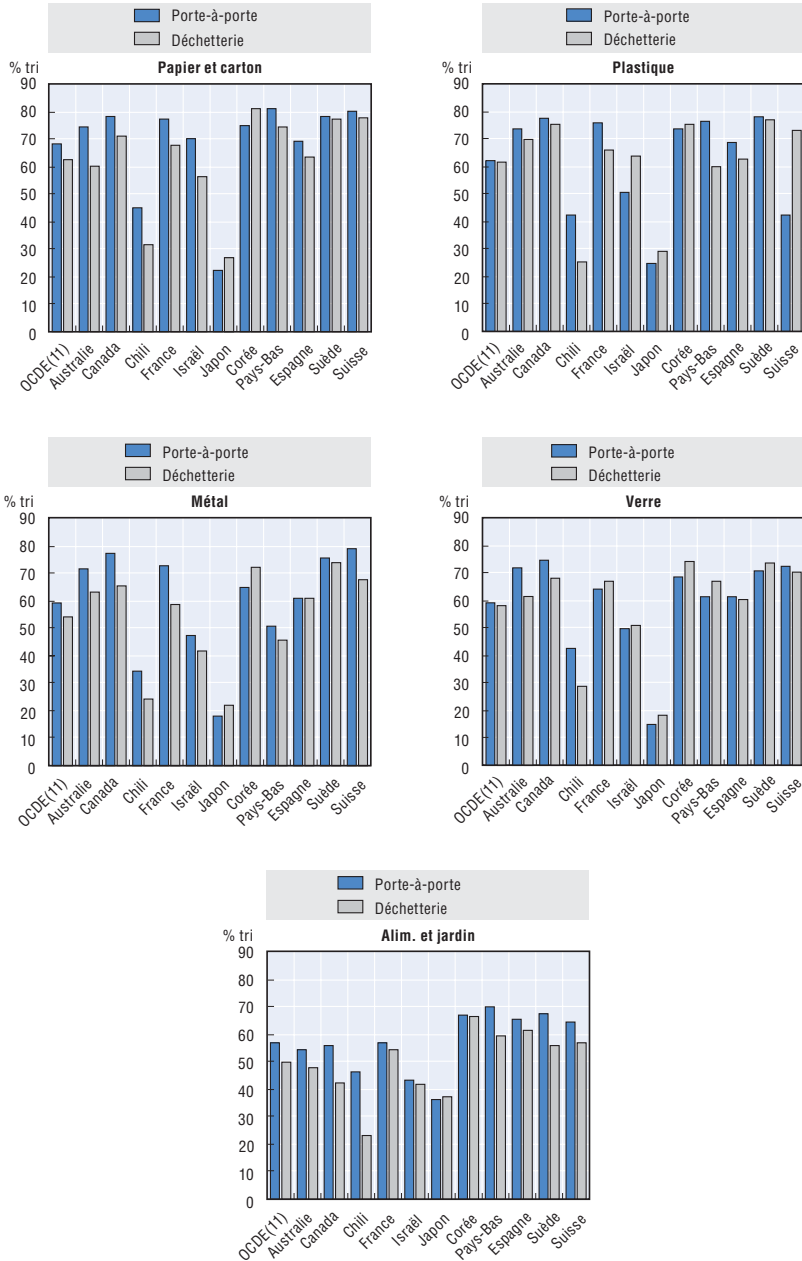 Porte-à-porte
Déchetterie
% tri
Papier et carton
90
80
70
60
50
40
30
20
10
0
OCDE(11)
Australie
Canada
Chili
France
Israël
Japon
Corée
Pays-Bas
Espagne
Suède
Suisse
Porte-à-porte
Déchetterie
% tri
Plastique
90
80
70
60
50
40
30
20
10
0
OCDE(11)
Australie
Canada
Chili
France
Israël
Japon
Corée
Pays-Bas
Espagne
Suède
Suisse
Porte-à-porte
Déchetterie
% tri
Métal
90
80
70
60
50
40
30
20
10
0
OCDE(11)
Australie
Canada
Chili
France
Israël
Japon
Corée
Pays-Bas
Espagne
Suède
Suisse
Porte-à-porte
Déchetterie
% tri
Verre
90
80
70
60
50
40
30
20
10
0
OCDE(11)
Australie
Canada
Chili
France
Israël
Japon
Corée
Pays-Bas
Espagne
Suède
Suisse
Porte-à-porte
Déchetterie
% tri
Alim. et jardin
90
80
70
60
50
40
30
20
10
0
OCDE(11)
Australie
Canada
Chili
France
Israël
Japon
Corée
Pays-Bas
Espagne
Suède
Suisse